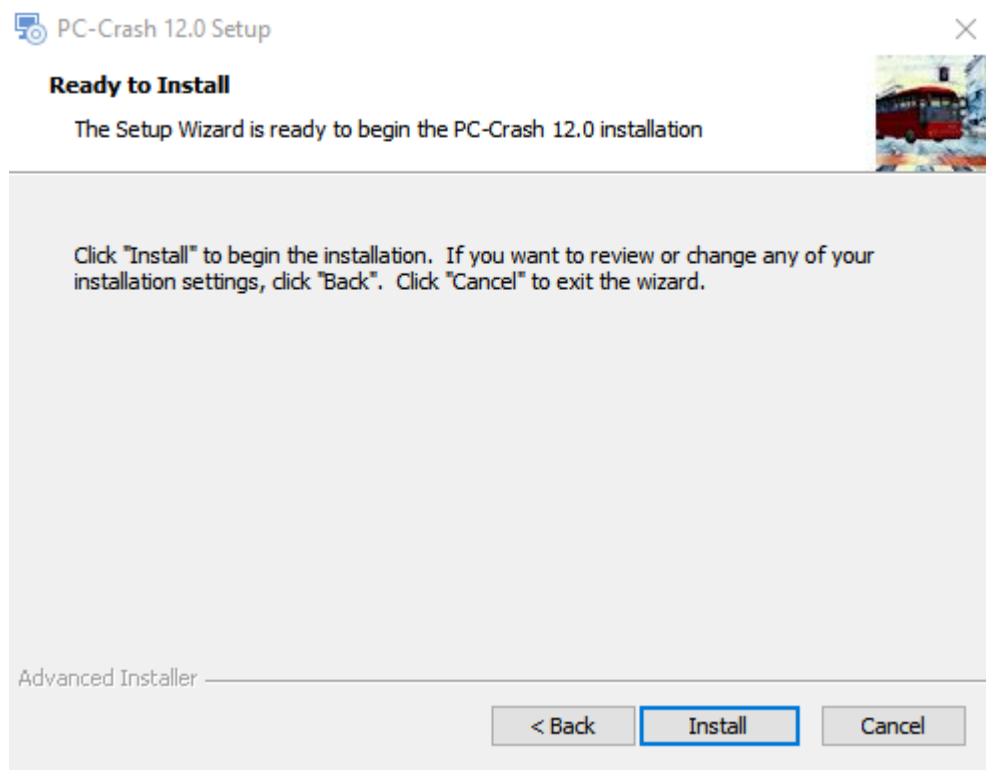 PC-Crash 12.0 Setup
Ready to Install
The Setup Wizard is ready to begin the PC-Crash 12.0 installation
Click "Install" to begin the installation.  If you want to review or change any of your
installation settings, click "Back".  Click "Cancel" to exit the wizard.
Advanced Installer
< Back
Install
Cancel